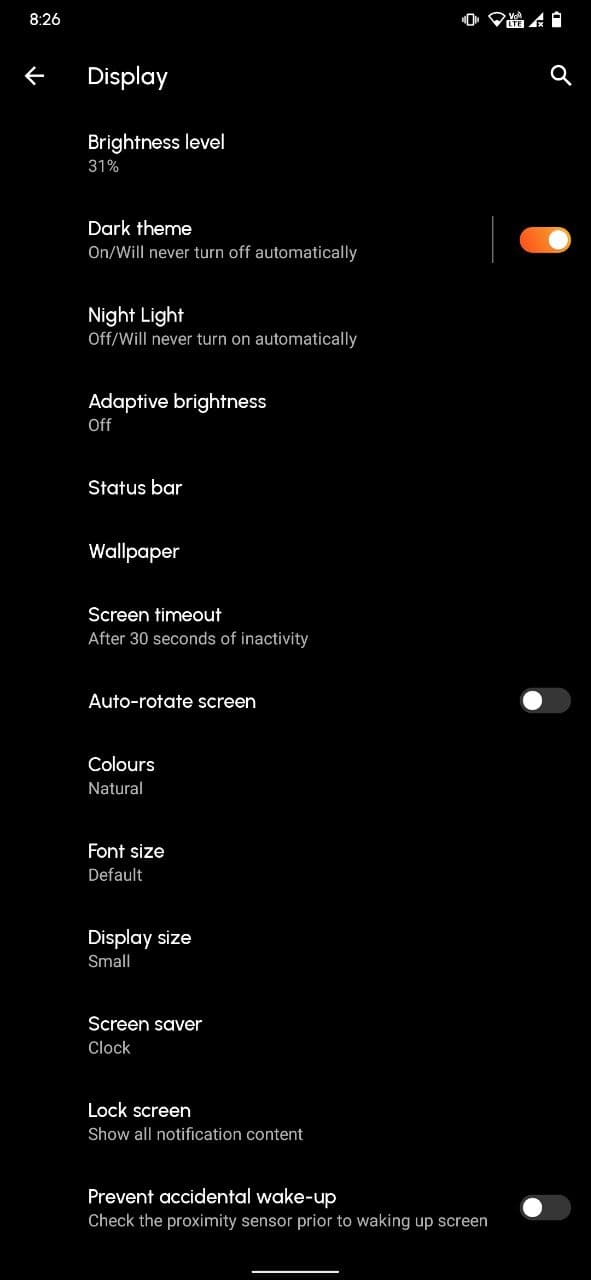 8:26
Vo
LTE
Display
Brightness level
31%
Dark theme
On/Will never turn off automatically
Night Light
Off/Will never turn on automatically
Adaptive brightness
Off
Status bar
Wallpaper
Screen timeout
After 30 seconds of inactivity
Auto-rotate screen
Colours
Natural
Font size
Default
Display size
Small
Screen saver
Clock
Lock screen
Show all notification content
Prevent accidental wake-up
Check the proximity sensor prior to waking up screen